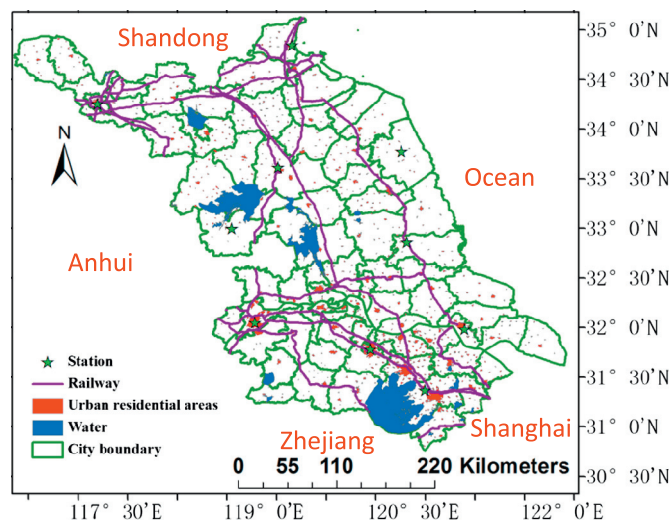 Shandong
Ocean
Anhui
Zhejiang
Shanghai
N
Station
Railway
Urban residential areas
Water
City boundary
0 55 110 220 Kilometers
35° 0'N
34° 30'N
34° 0'N
33° 30'N
33° 0'N
32° 30'N
32° 0'N
31° 30'N
31° 0'N
30° 30'N
117° 30'E
119° 0'E
120° 30'E
122° 0'E